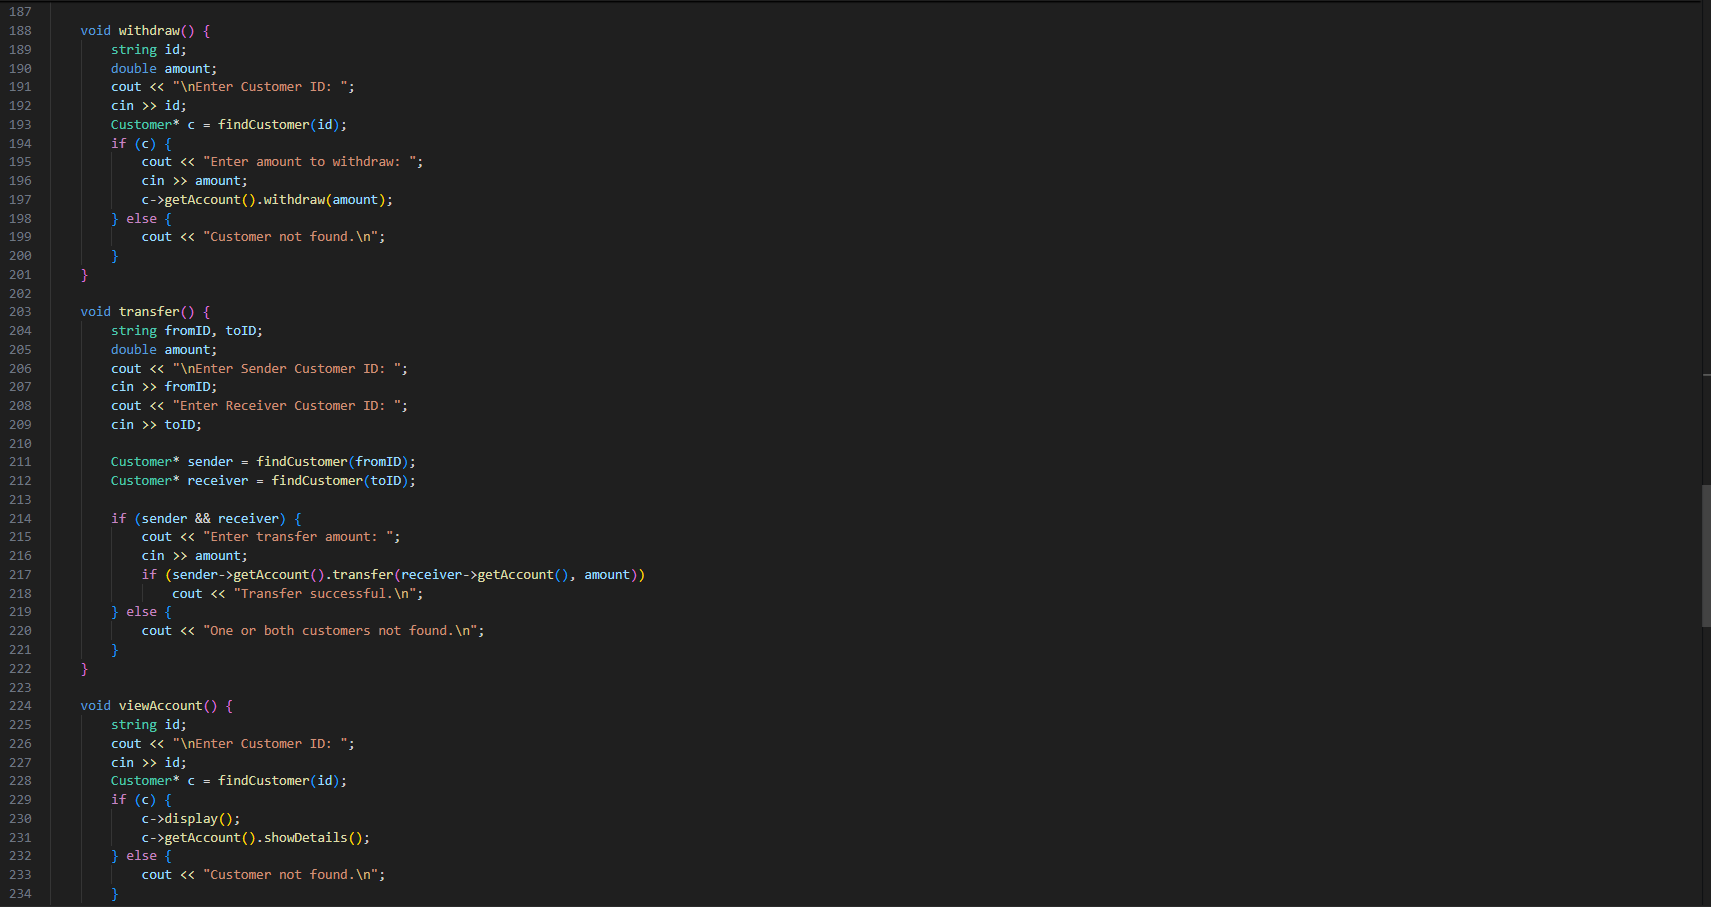 187
188 void withdraw() {
189 string id;
190 double amount;
191 cout << "\nEnter Customer ID: ";
192 cin >> id;
193 Customer* c = findCustomer(id);
194 if (c) {
195 cout << "Enter amount to withdraw: ";
196 cin >> amount;
197 c->getAccount().withdraw(amount);
198 } else {
199 cout << "Customer not found.\n";
200 }
201 }
202
203 void transfer() {
204 string fromID, toID;
205 double amount;
206 cout << "\nEnter Sender Customer ID: ";
207 cin >> fromID;
208 cout << "Enter Receiver Customer ID: ";
209 cin >> toID;
210
211 Customer* sender = findCustomer(fromID);
212 Customer* receiver = findCustomer(toID);
213
214 if (sender && receiver) {
215 cout << "Enter transfer amount: ";
216 cin >> amount;
217 if (sender->getAccount().transfer(receiver->getAccount(), amount))
218 cout << "Transfer successful.\n";
219 } else {
220 cout << "One or both customers not found.\n";
221 }
222 }
223
224 void viewAccount() {
225 string id;
226 cout << "\nEnter Customer ID: ";
227 cin >> id;
228 Customer* c = findCustomer(id);
229 if (c) {
230 c->display();
231 c->getAccount().showDetails();
232 } else {
233 cout << "Customer not found.\n";
234 }